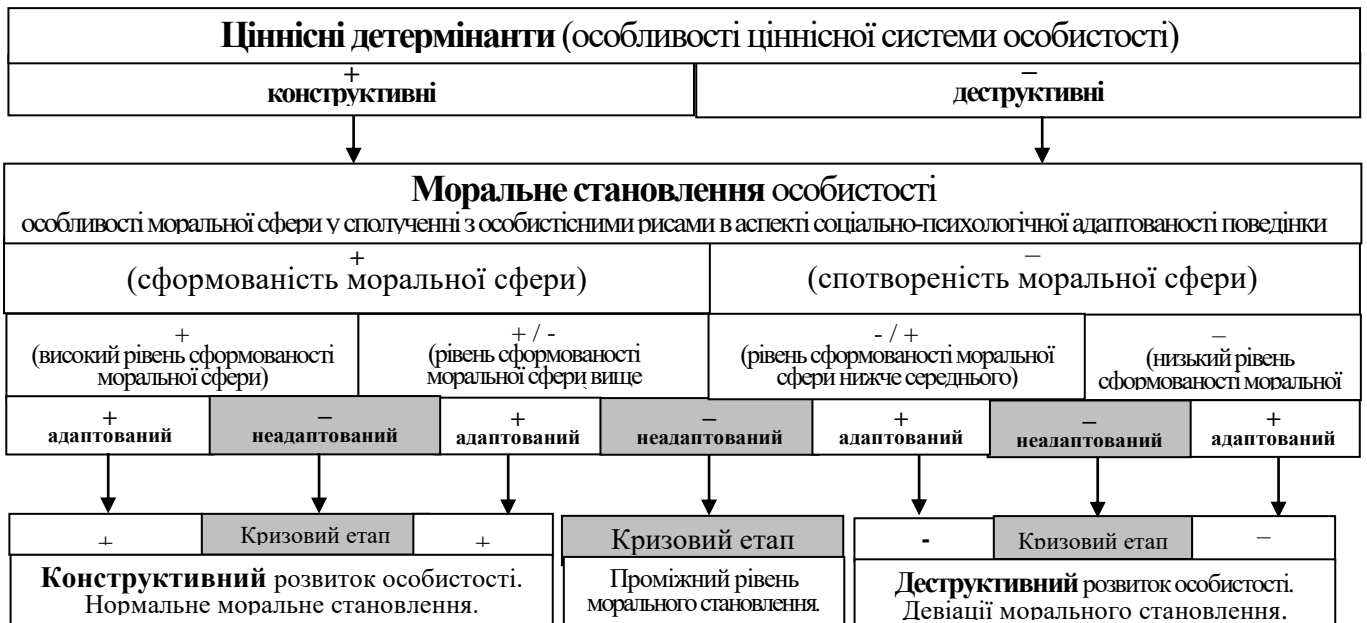 Ціннісні детермінанти (особливості ціннісної системи особистості)
+ –
конструктивні деструктивні
Моральне становлення особистості
особливості моральної сфери у сполученні з особистісними рисами в аспекті соціально-психологічної адаптованості поведінки
+ –
(сформованість моральної сфери) (спотвореність моральної сфери)
+ + / - - / + –
(високий рівень сформованості (рівень сформованості (рівень сформованості моральної (низький рівень
моральної сфери) моральної сфери вище сфери нижче середнього) сформованості моральної
+ – + – + – +
адаптований неадаптований адаптований неадаптований адаптований неадаптований адаптований
+ Кризовий етап + Кризовий етап - Кризовий етап –
Конструктивний розвиток особистості. Проміжний рівень Деструктивний розвиток особистості.
Нормальне моральне становлення. морального становлення. Девіації морального становлення.